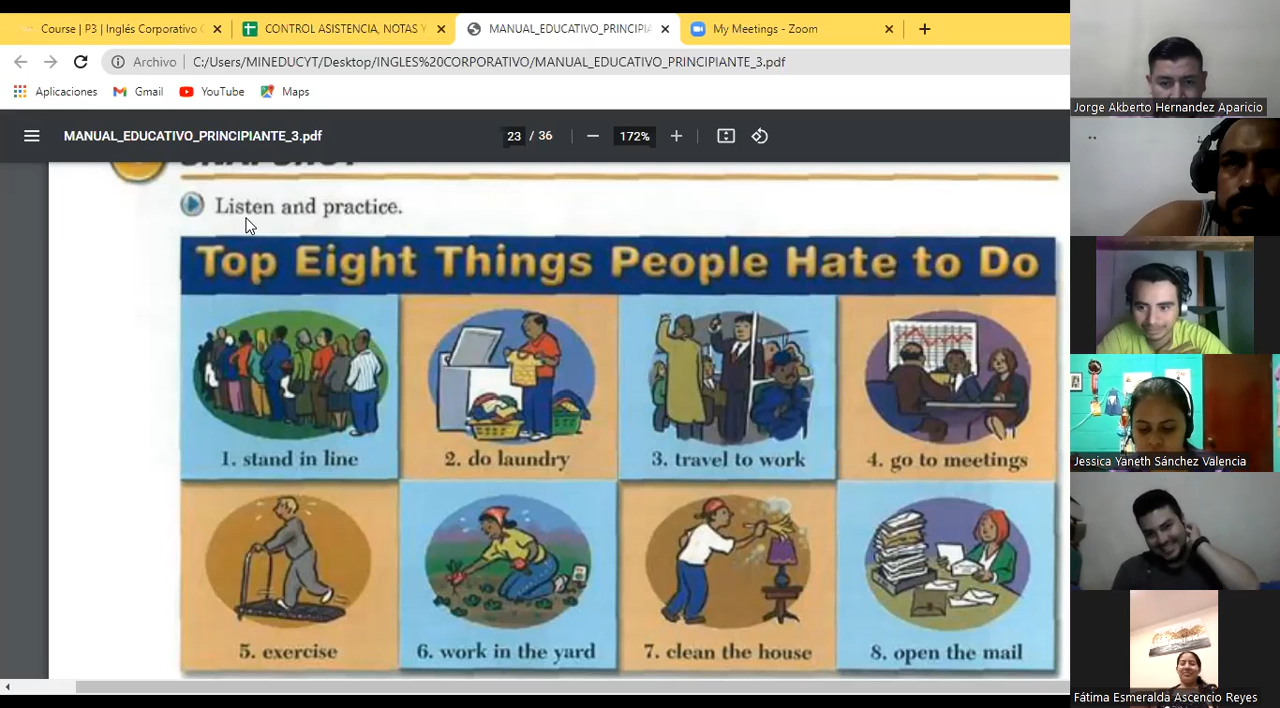 Course | P3 | Inglés Corporativo
CONTROL ASISTENCIA, NOTAS Y
MANUAL_EDUCATIVO_PRINCIPIA
My Meetings - Zoom
Archivo
C:/Users/MINEDUCYT/Desktop/INGLES%20CORPORATIVO/MANUAL_EDUCATIVO_PRINCIPIANTE_3.pdf
Aplicaciones
Gmail
YouTube
Maps
MANUAL_EDUCATIVO_PRINCIPIANTE_3.pdf
23 / 36
172%
Listen and practice.
Top Eight Things People Hate to Do
1. stand in line
2. do laundry
3. travel to work
4. go to meetings
5. exercise
6. work in the yard
7. clean the house
8. open the mail
Jorge Akberto Hernandez Aparicio
Jessica Yaneth Sánchez Valencia
Fátima Esmeralda Ascencio Reyes